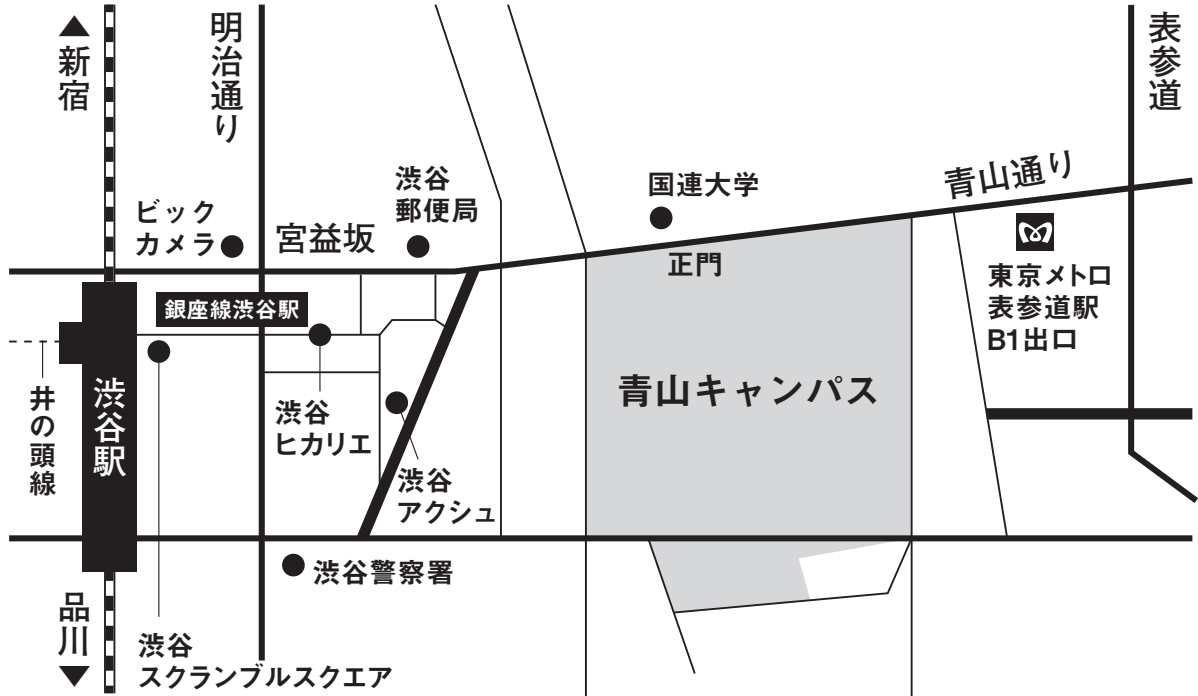 ▲新宿
明治通り
表参道
渋谷
郵便局
国連大学
青山通り
ビック
カメラ
宮益坂
正門
東京メトロ
表参道駅
B1出口
銀座線渋谷駅
青山キャンパス
井の頭線
渋谷駅
渋谷
ヒカリエ
渋谷
アクシュ
渋谷警察署
品川▼
渋谷
スクランブルスクエア